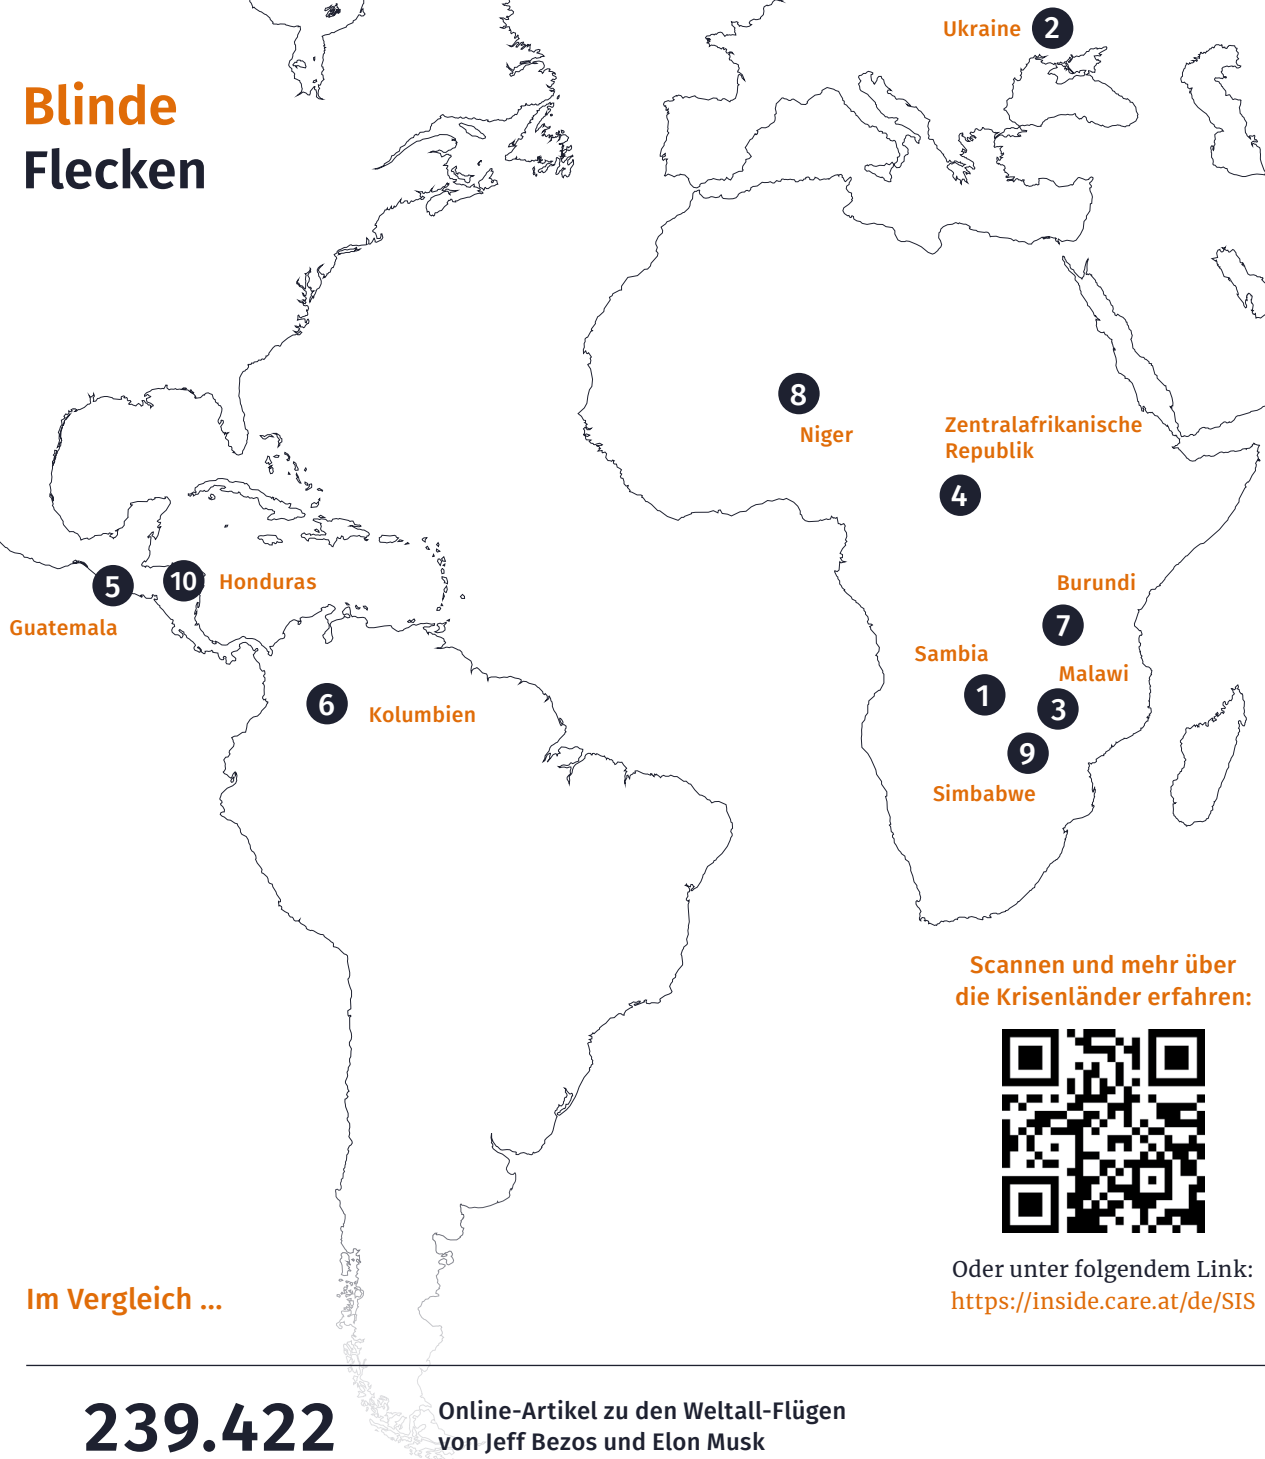 Blinde
Flecken
Ukraine 2
8
Niger
Zentralafrikanische
Republik
4
5
Guatemala
10 Honduras
6 Kolumbien
Burundi
7
Sambia
1
Malawi
3
9
Simbabwe
Scannen und mehr über
die Krisenländer erfahren:
Oder unter folgendem Link:
https://inside.care.at/de/SIS
Im Vergleich ...
239.422
Online-Artikel zu den Weltall-Flügen
von Jeff Bezos und Elon Musk